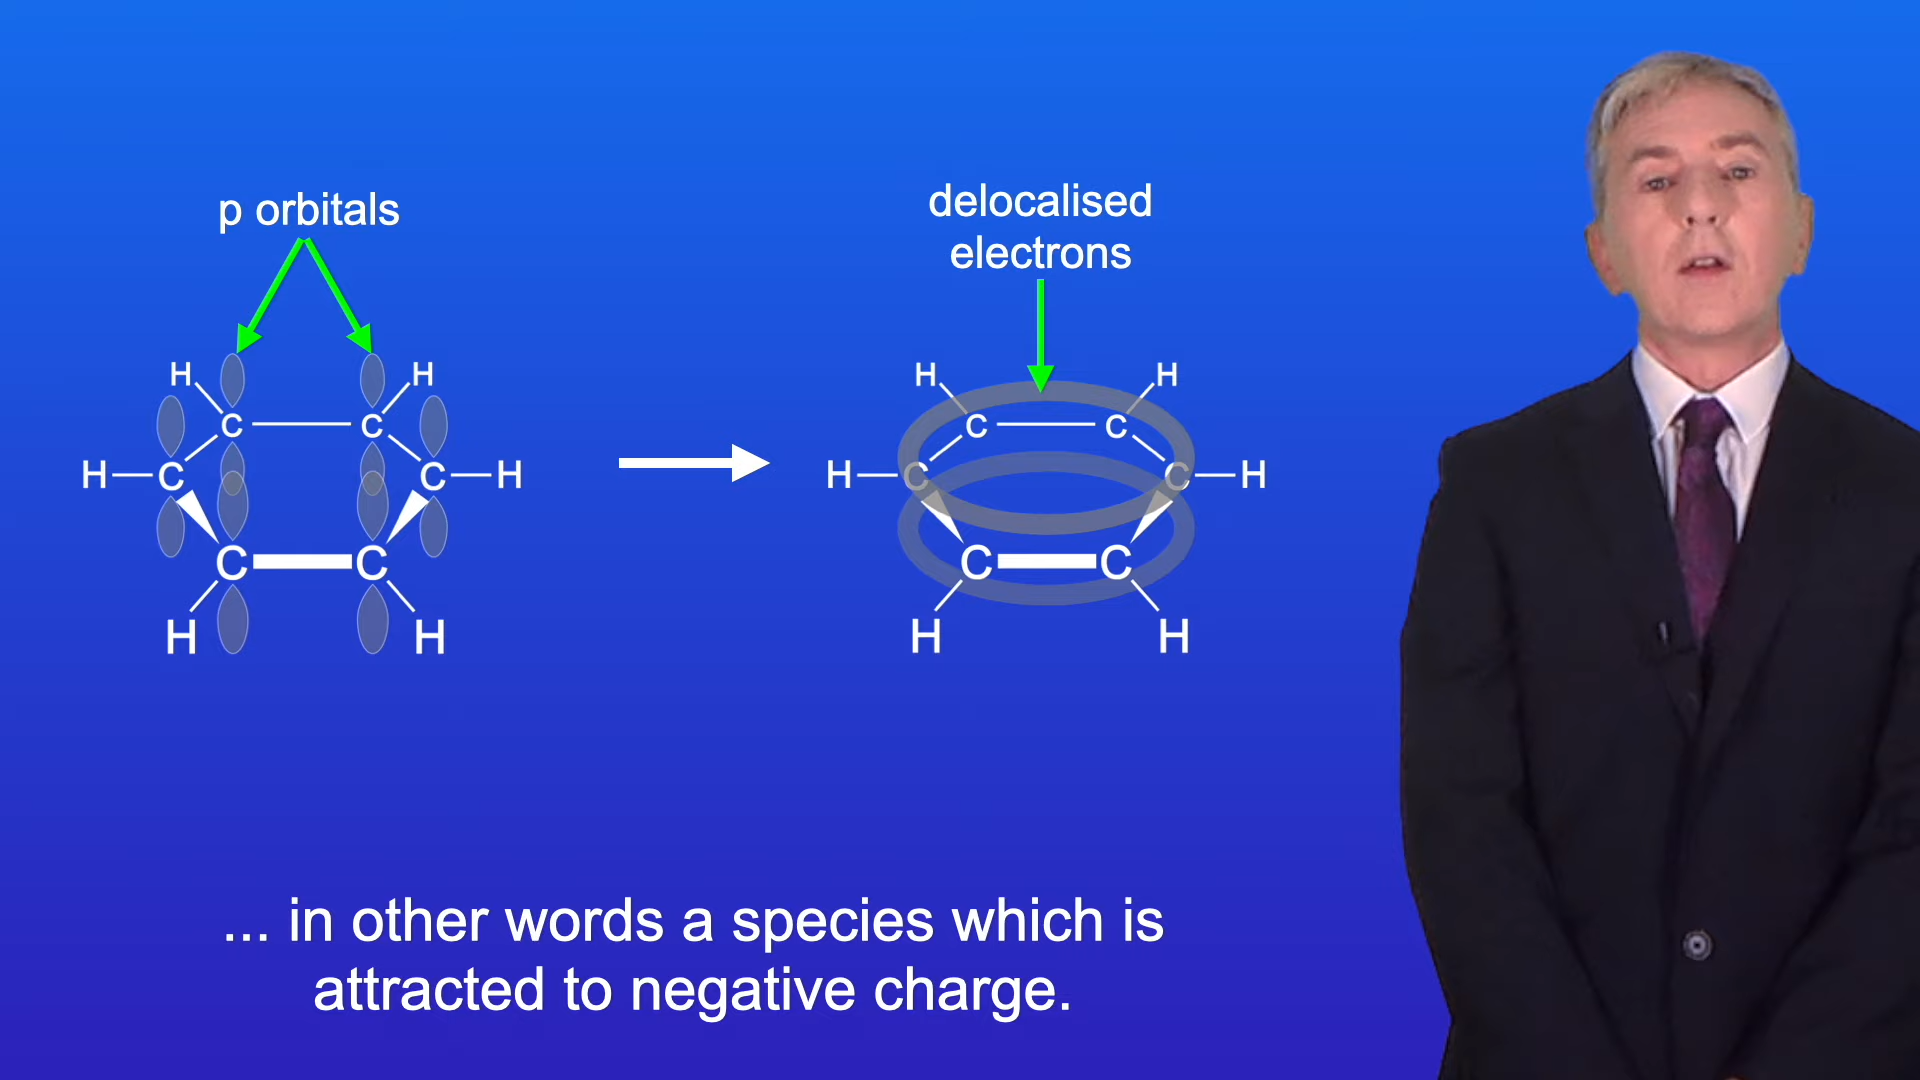 p orbitals
delocalised
electrons
H H
C C
H C C H
C C
H H
H H
C C
H C C H
C C
H H
... in other words a species which is
attracted to negative charge.